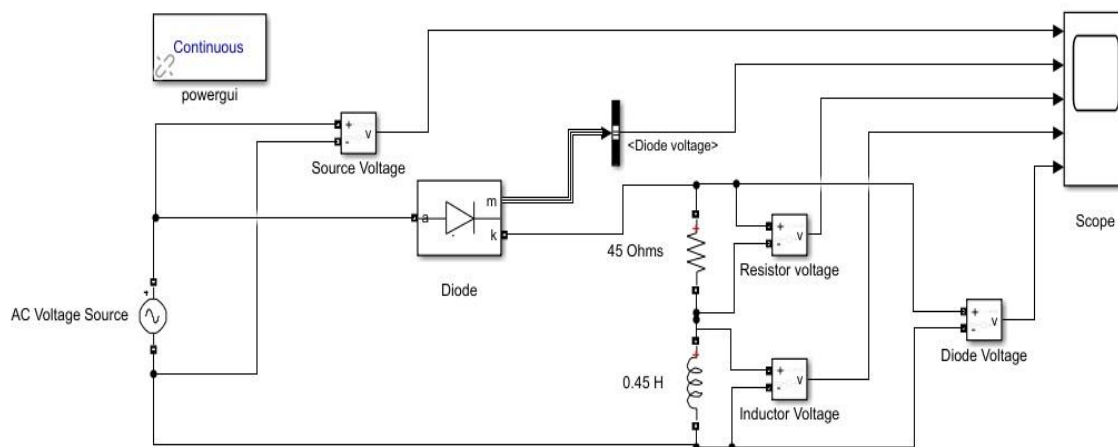 Continuous
powergui
+
-
v
Source Voltage
<Diode voltage>
m
a
k
Diode
Scope
45 Ohms
+
+
-
v
Resistor voltage
+
AC Voltage Source
+
-
v
Diode Voltage
0.45 H
+
+
-
v
Inductor Voltage